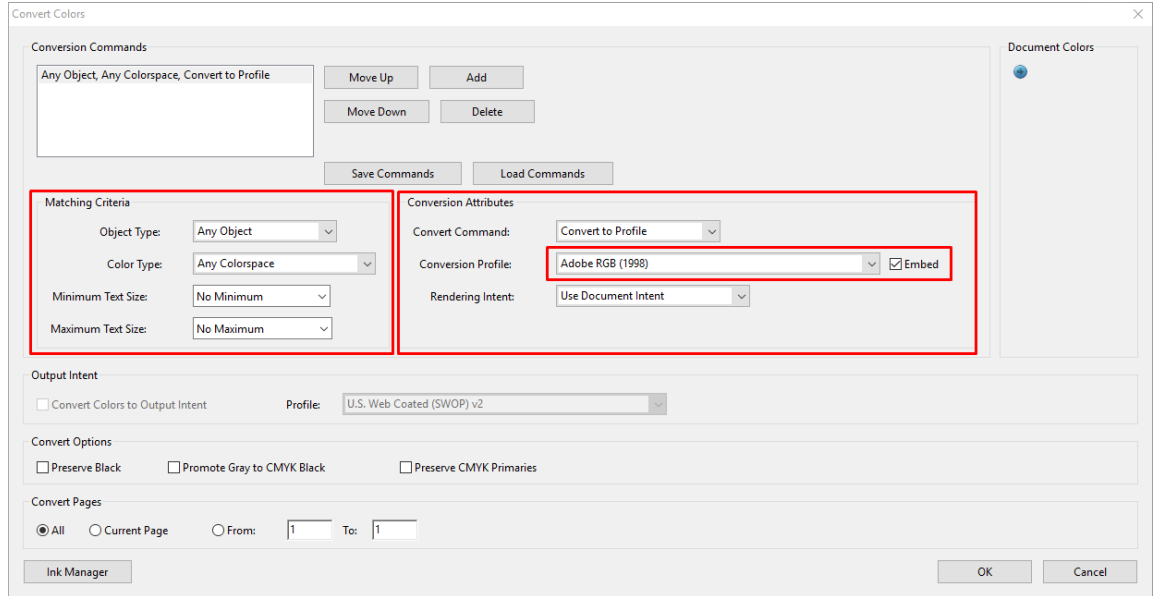 Convert Colors
Conversion Commands
Document Colors
Any Object, Any Colorspace, Convert to Profile
Move Up
Add
Move Down
Delete
Save Commands
Load Commands
Matching Criteria
Object Type: Any Object
Color Type: Any Colorspace
Minimum Text Size: No Minimum
Maximum Text Size: No Maximum
Conversion Attributes
Convert Command: Convert to Profile
Conversion Profile: Adobe RGB (1998) Embed
Rendering Intent: Use Document Intent
Output Intent
Convert Colors to Output Intent Profile: U.S. Web Coated (SWOP) v2
Convert Options
Preserve Black Promote Gray to CMYK Black Preserve CMYK Primaries
Convert Pages
All Current Page From: 1 To: 1
Ink Manager OK Cancel